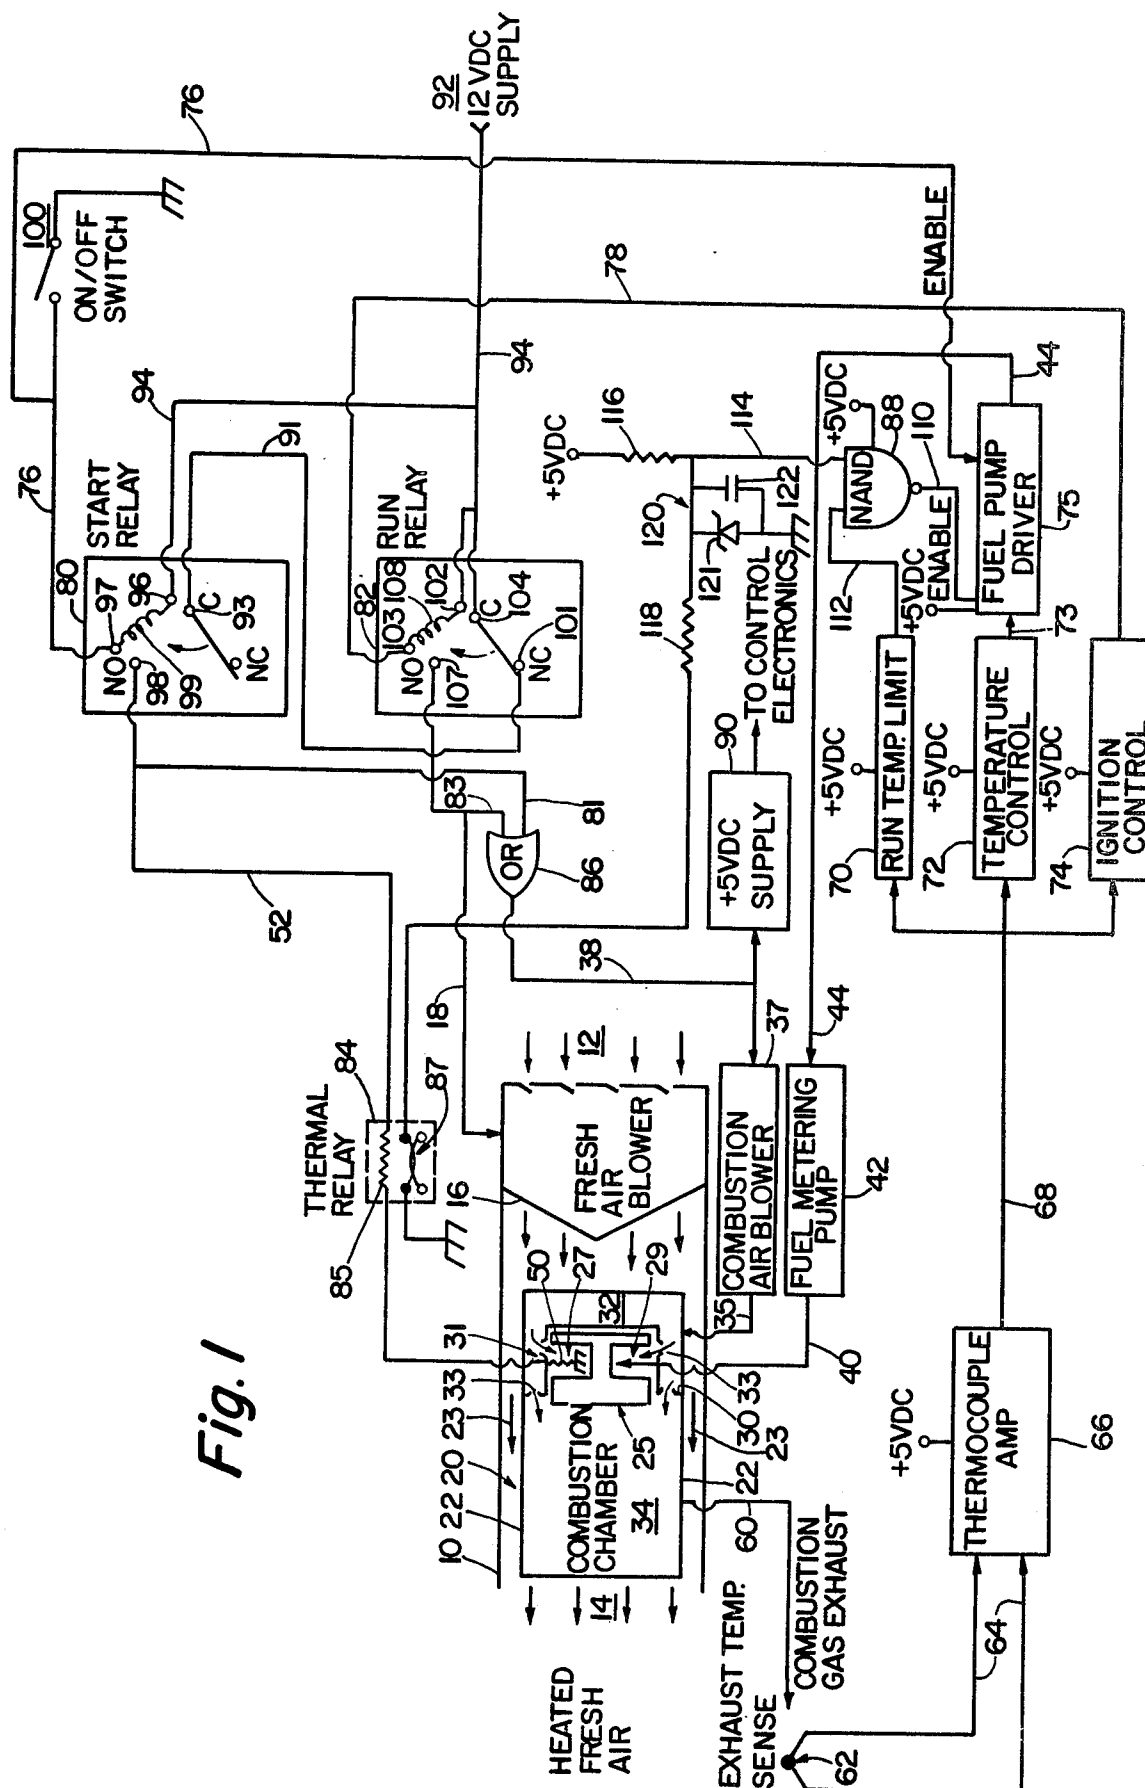 Fig. 1
76
100
ON/OFF
SWITCH
92
12 VDC
SUPPLY
76
94
91
START
RELAY
80
97
NO
98
99
96
C
93
NC
RUN
RELAY
82
103
108
102
C
104
NO
107
101
NC
94
78
ENABLE
+5VDC
116
114
120
122
121
118
TO CONTROL
ELECTRONICS
+5VDC
NAND
88
110
112
44
+5VDC
ENABLE
FUEL PUMP
DRIVER
75
73
52
83
81
OR
86
38
18
90
+5VDC
SUPPLY
+5VDC
70
RUN TEMP. LIMIT
+5VDC
72
TEMPERATURE
CONTROL
+5VDC
74
IGNITION
CONTROL
THERMAL
RELAY
84
85
87
16
FRESH
AIR
BLOWER
12
37
COMBUSTION
AIR BLOWER
44
FUEL METERING
PUMP
42
35
40
10
22
20
23
33
31
50
27
29
32
COMBUSTION
CHAMBER
34
25
22
30
33
23
60
14
HEATED
FRESH
AIR
COMBUSTION
GAS EXHAUST
EXHAUST TEMP.
SENSE
62
64
+5VDC
THERMOCOUPLE
AMP
66
68